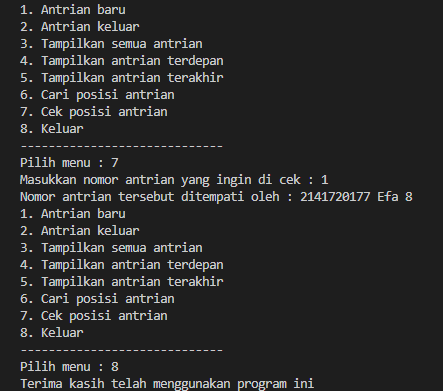 1. Antrian baru
2. Antrian keluar
3. Tampilkan semua antrian
4. Tampilkan antrian terdepan
5. Tampilkan antrian terakhir
6. Cari posisi antrian
7. Cek posisi antrian
8. Keluar
-----------------------------
Pilih menu : 7
Masukkan nomor antrian yang ingin di cek : 1
Nomor antrian tersebut ditempati oleh : 2141720177 Efa 8
1. Antrian baru
2. Antrian keluar
3. Tampilkan semua antrian
4. Tampilkan antrian terdepan
5. Tampilkan antrian terakhir
6. Cari posisi antrian
7. Cek posisi antrian
8. Keluar
-----------------------------
Pilih menu : 8
Terima kasih telah menggunakan program ini